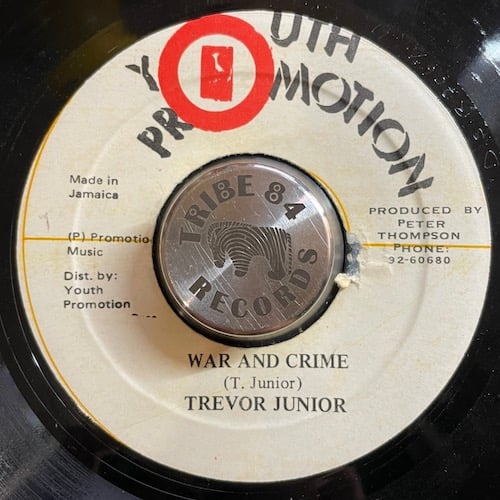 YOUTH
PROMOTION
Made in
Jamaica
(P) Promotio
Music
Dist. by:
Youth
Promotion
PRODUCED BY
PETER
THOMPSON
PHONE:
92-60680
TRIBE 84
RECORDS
WAR AND CRIME
(T. Junior)
TREVOR JUNIOR